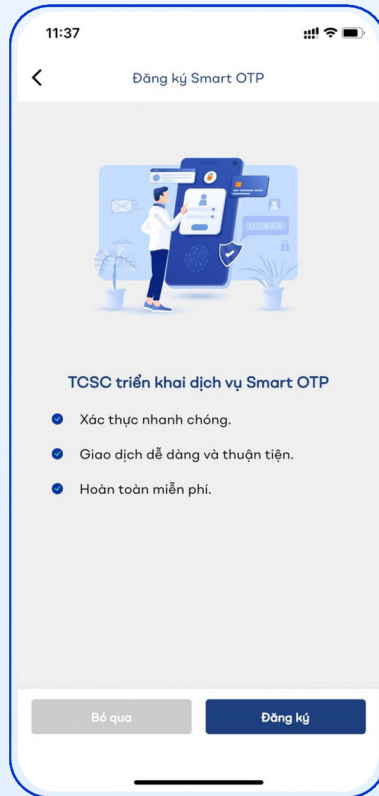 11:37
Đăng ký Smart OTP
TCSC triển khai dịch vụ Smart OTP
Xác thực nhanh chóng.
Giao dịch dễ dàng và thuận tiện.
Hoàn toàn miễn phí.
Bỏ qua
Đăng ký